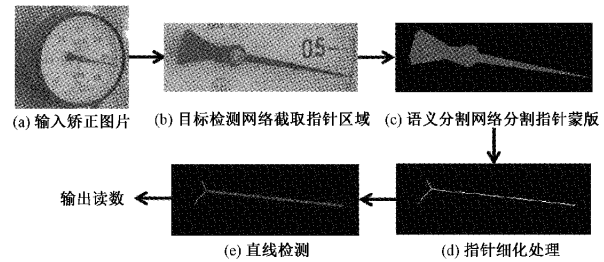 0.5
(a) 输入矫正图片
(b) 目标检测网络截取指针区域
(c) 语义分割网络分割指针蒙版
输出读数
(e) 直线检测
(d) 指针细化处理